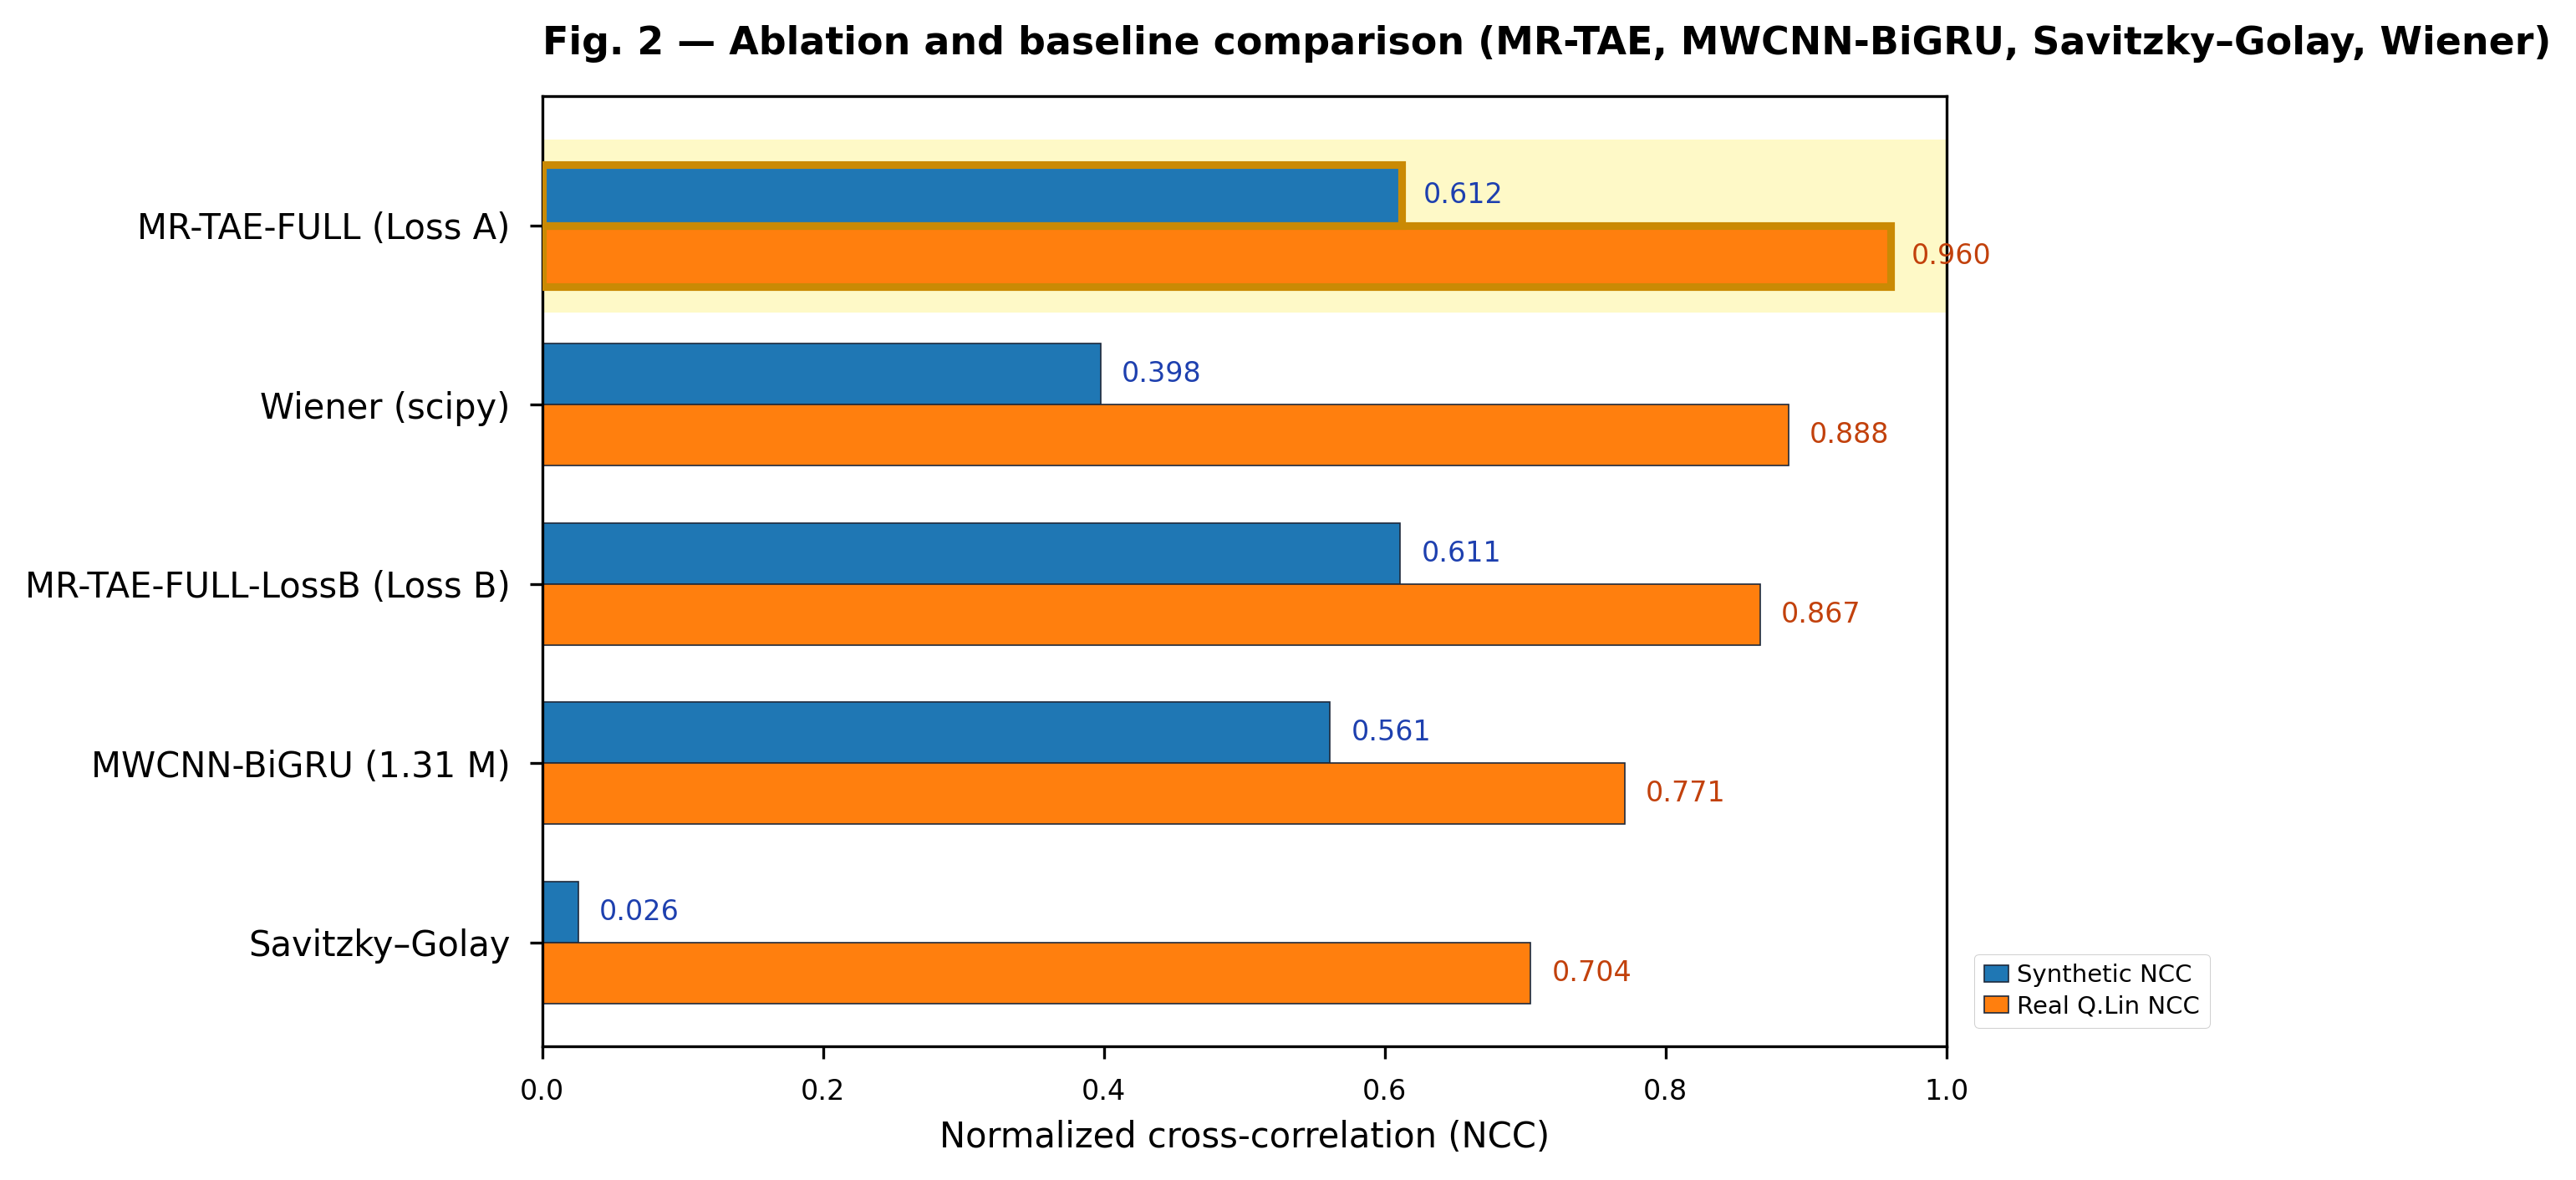 Fig. 2 — Ablation and baseline comparison (MR-TAE, MWCNN-BiGRU, Savitzky–Golay, Wiener)
MR-TAE-FULL (Loss A)
0.612
0.960
Wiener (scipy)
0.398
0.888
MR-TAE-FULL-LossB (Loss B)
0.611
0.867
MWCNN-BiGRU (1.31 M)
0.561
0.771
Savitzky–Golay
0.026
0.704
Synthetic NCC
Real Q.Lin NCC
0.0 0.2 0.4 0.6 0.8 1.0
Normalized cross-correlation (NCC)